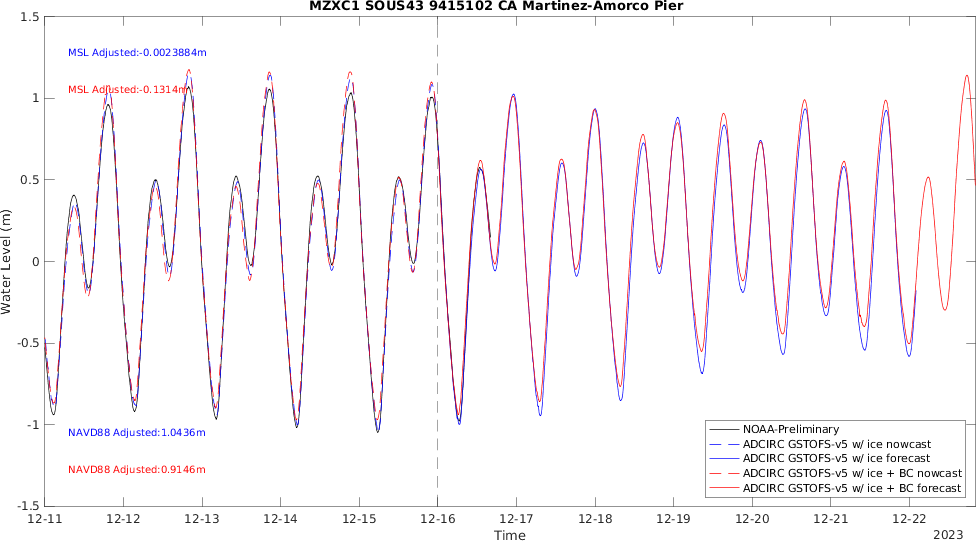 MZXC1 SOUS43 9415102 CA Martinez-Amorco Pier
1.5
MSL Adjusted:-0.0023884m
MSL Adjusted:-0.1314m
1
0.5
Water Level (m)
0
-0.5
-1
NAVD88 Adjusted:1.0436m
NAVD88 Adjusted:0.9146m
NOAA-Preliminary
ADCIRC GSTOFS-v5 w/ ice nowcast
ADCIRC GSTOFS-v5 w/ ice forecast
ADCIRC GSTOFS-v5 w/ ice + BC nowcast
ADCIRC GSTOFS-v5 w/ ice + BC forecast
-1.5
12-11 12-12 12-13 12-14 12-15 12-16 12-17 12-18 12-19 12-20 12-21 12-22
Time
2023